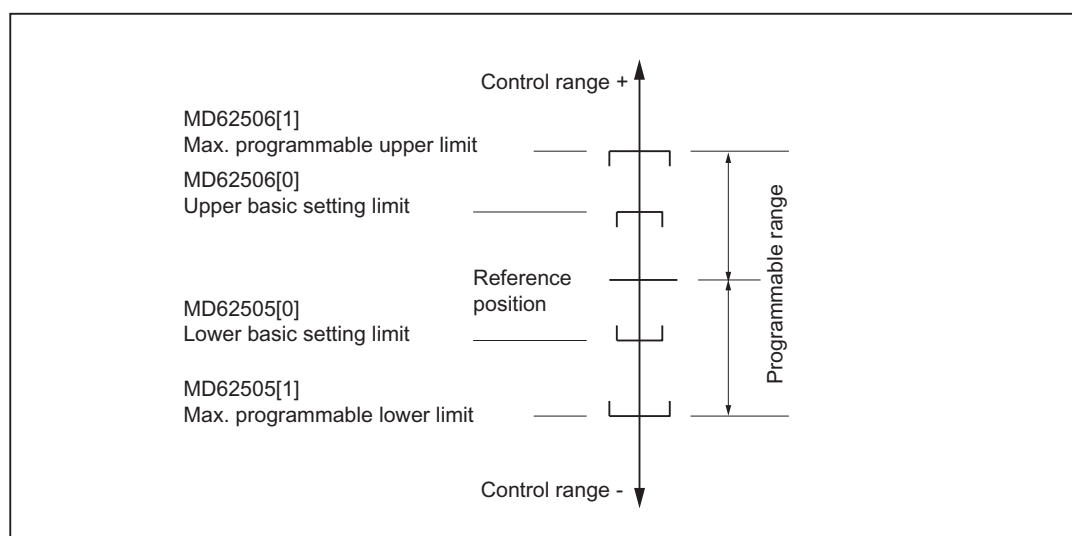 Control range +
MD62506[1]
Max. programmable upper limit
MD62506[0]
Upper basic setting limit
Reference
position
MD62505[0]
Lower basic setting limit
MD62505[1]
Max. programmable lower limit
Programmable range
Control range -